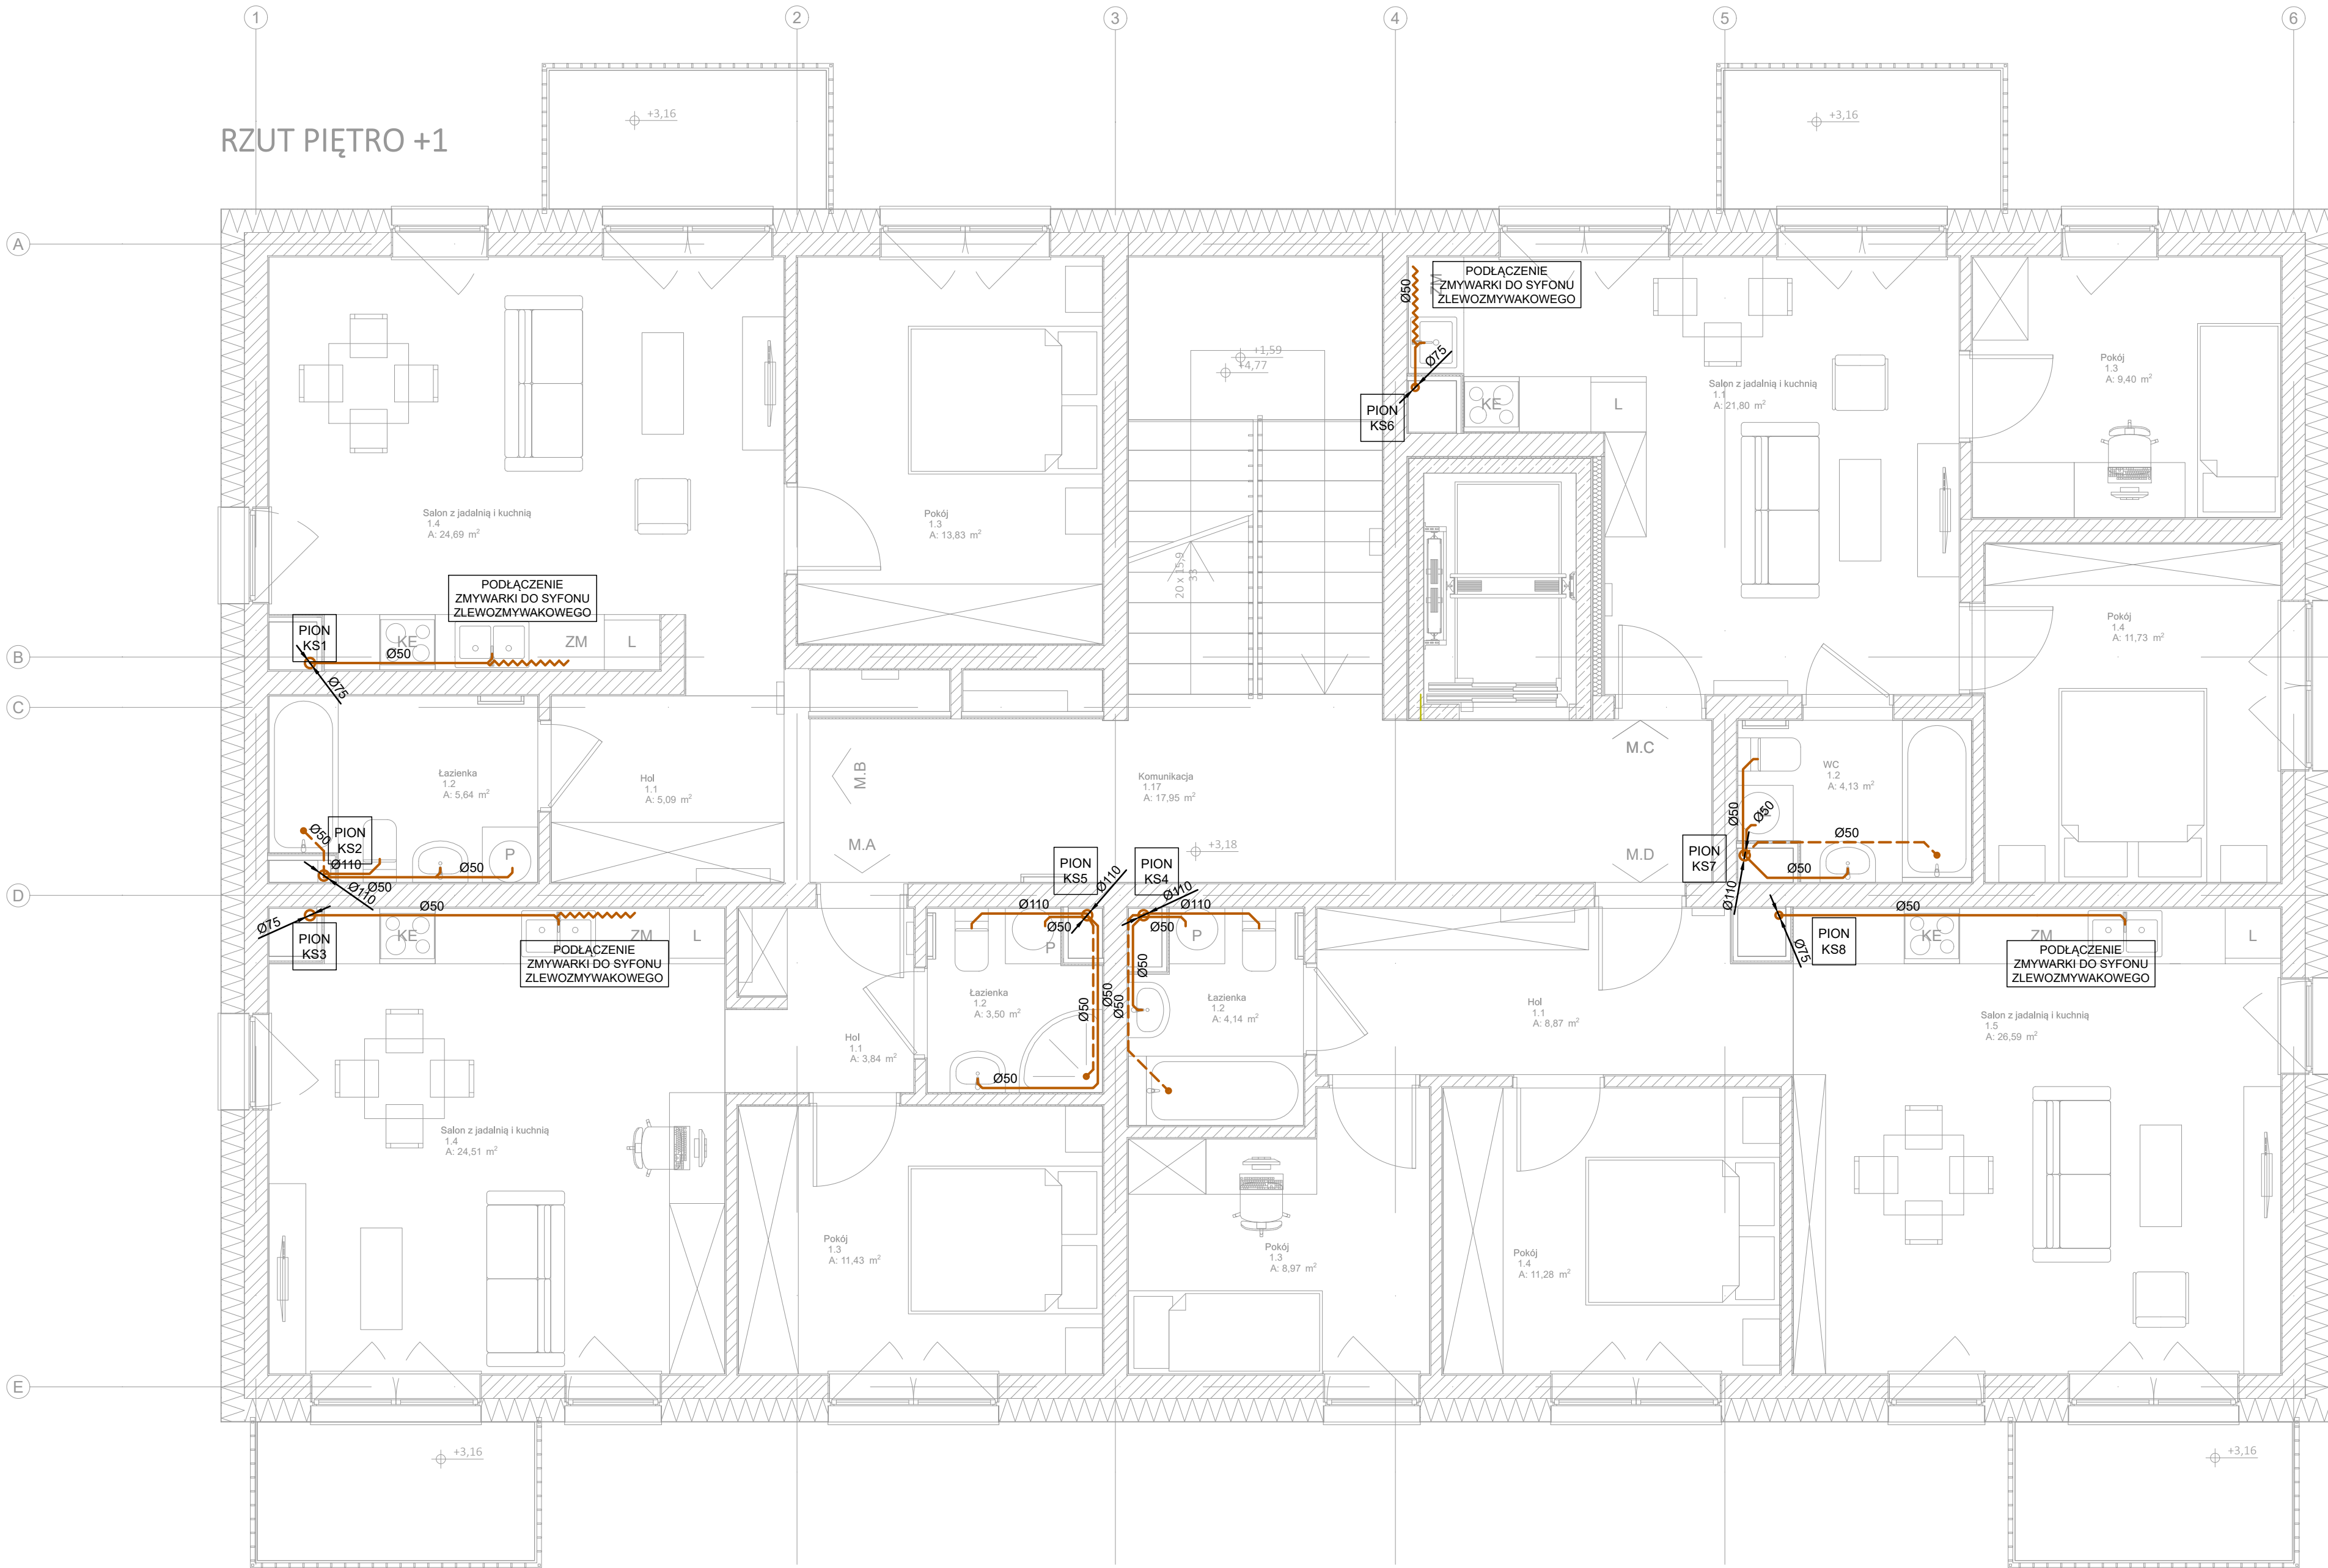 1
2
3
4
5
6
RZUT PIĘTRO +1
+3,16
+3,16
A
PODŁĄCZENIE
ZMYWARKI DO SYFONU
ZLEWOZMYWAKOWEGO
Ø50
Ø75
+1,59
+4,77
PION
KS6
KE
L
Salon z jadalnią i kuchnią
1.1
A: 21,80 m²
Pokój
1.3
A: 9,40 m²
Salon z jadalnią i kuchnią
1.4
A: 24,69 m²
Pokój
1.3
A: 13,83 m²
20 x 15,9
33
PODŁĄCZENIE
ZMYWARKI DO SYFONU
ZLEWOZMYWAKOWEGO
PION
KS1
KE
Ø50
ZM
L
Ø75
Pokój
1.4
A: 11,73 m²
B
C
Łazienka
1.2
A: 5,64 m²
Hol
1.1
A: 5,09 m²
M.B
M.A
Komunikacja
1.17
A: 17,95 m²
M.C
M.D
WC
1.2
A: 4,13 m²
Ø50
PION
KS2
Ø110
Ø50
P
Ø110
Ø50
+3,18
PION
KS5
Ø110
PION
KS4
Ø110
Ø50
Ø50
Ø50
PION
KS7
Ø50
Ø110
D
Ø75
PION
KS3
KE
Ø50
ZM
L
PODŁĄCZENIE
ZMYWARKI DO SYFONU
ZLEWOZMYWAKOWEGO
Ø110
Ø50
P
Ø110
Ø50
P
Ø50
Ø50
Ø50
Ø50
Ø50
Łazienka
1.2
A: 3,50 m²
Łazienka
1.2
A: 4,14 m²
Hol
1.1
A: 3,84 m²
Hol
1.1
A: 8,87 m²
Ø50
Ø75
PION
KS8
KE
ZM
L
PODŁĄCZENIE
ZMYWARKI DO SYFONU
ZLEWOZMYWAKOWEGO
Salon z jadalnią i kuchnią
1.5
A: 26,59 m²
Salon z jadalnią i kuchnią
1.4
A: 24,51 m²
Pokój
1.3
A: 11,43 m²
Pokój
1.3
A: 8,97 m²
Pokój
1.4
A: 11,28 m²
E
+3,16
+3,16